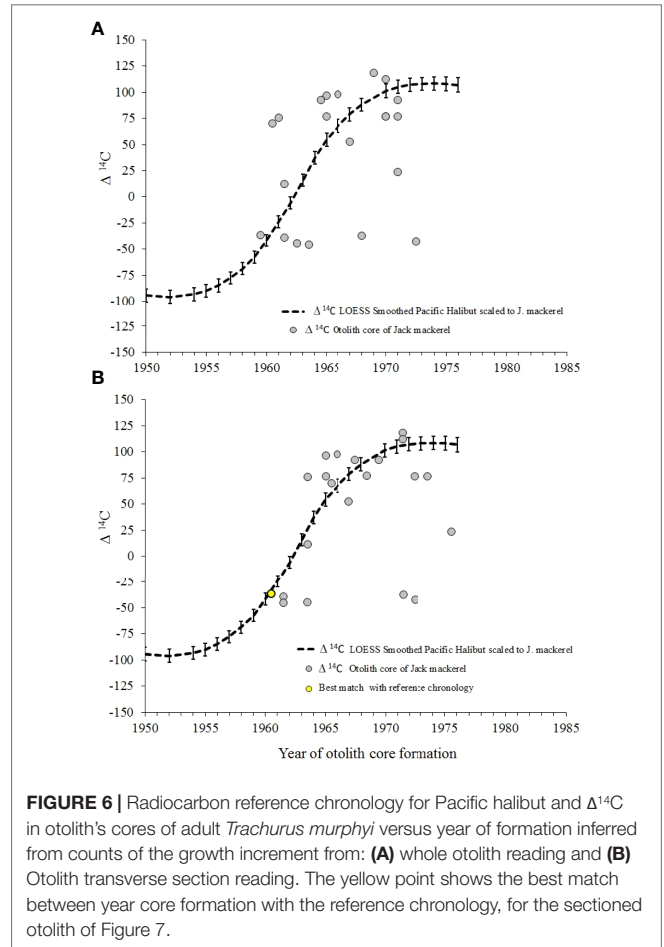 A
150
125
100
75
50
25
0
-25
-50
-75
-100
-125
-150
Δ ¹⁴C
Δ ¹⁴C LOESS Smoothed Pacific Halibut scaled to J. mackerel
Δ ¹⁴C Otolith core of Jack mackerel
1950 1955 1960 1965 1970 1975 1980 1985
B
150
125
100
75
50
25
0
-25
-50
-75
-100
-125
-150
Δ ¹⁴C
Δ ¹⁴C LOESS Smoothed Pacific Halibut scaled to J. mackerel
Δ ¹⁴C Otolith core of Jack mackerel
Best match with reference chronology
1950 1955 1960 1965 1970 1975 1980 1985
Year of otolith core formation
FIGURE 6 | Radiocarbon reference chronology for Pacific halibut and Δ¹⁴C
in otolith's cores of adult Trachurus murphyi versus year of formation inferred
from counts of the growth increment from: (A) whole otolith reading and (B)
Otolith transverse section reading. The yellow point shows the best match
between year core formation with the reference chronology, for the sectioned
otolith of Figure 7.